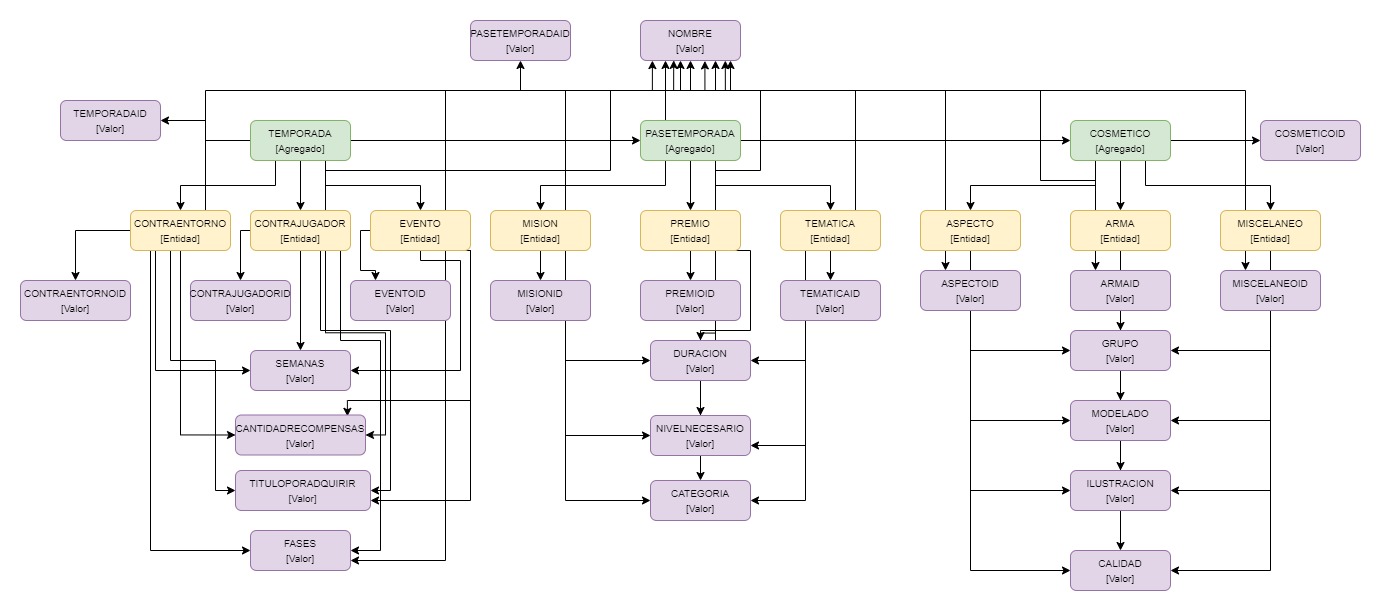 PASETEMPORADAID
[Valor]
NOMBRE
[Valor]
TEMPORADAID
[Valor]
TEMPORADA
[Agregado]
PASETEMPORADA
[Agregado]
COSMETICO
[Agregado]
COSMETICOID
[Valor]
CONTRAENTORNO
[Entidad]
CONTRAJUGADOR
[Entidad]
EVENTO
[Entidad]
MISION
[Entidad]
PREMIO
[Entidad]
TEMATICA
[Entidad]
ASPECTO
[Entidad]
ARMA
[Entidad]
MISCELANEO
[Entidad]
CONTRAENTORNOID
[Valor]
CONTRAJUGADORID
[Valor]
EVENTOID
[Valor]
MISIONID
[Valor]
PREMIOID
[Valor]
TEMATICAID
[Valor]
ASPECTOID
[Valor]
ARMAID
[Valor]
MISCELANEOID
[Valor]
SEMANAS
[Valor]
DURACION
[Valor]
GRUPO
[Valor]
CANTIDADRECOMPENSAS
[Valor]
NIVELNECESARIO
[Valor]
MODELADO
[Valor]
TITULOPORADQUIRIR
[Valor]
CATEGORIA
[Valor]
ILUSTRACION
[Valor]
FASES
[Valor]
CALIDAD
[Valor]